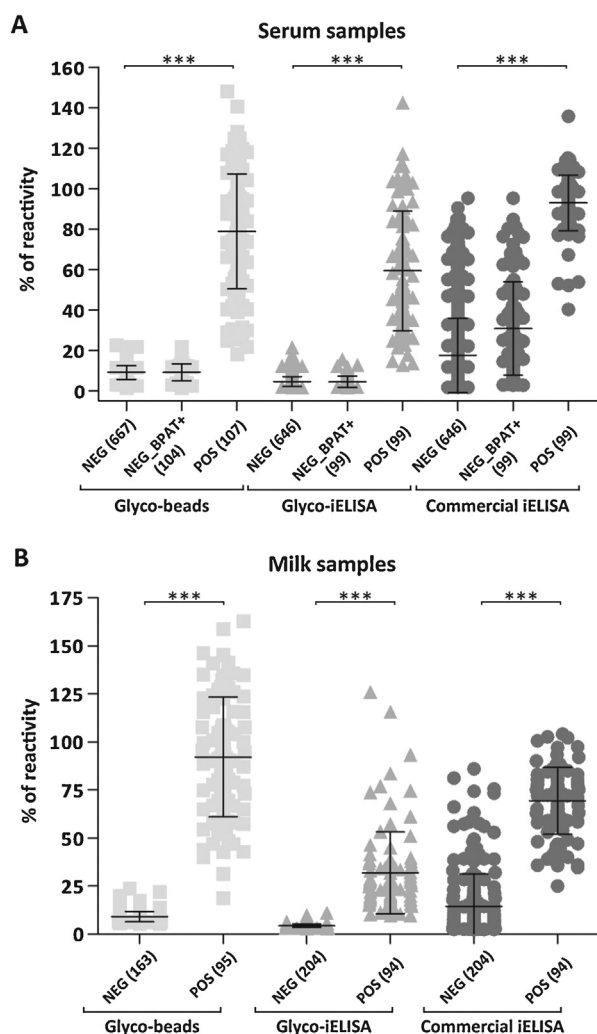 A
Serum samples
*** *** ***
% of reactivity
160
140
120
100
80
60
40
20
0
NEG (667)
NEG_BPAT+
(104)
POS (107)
NEG (646)
NEG_BPAT+
(99)
POS (99)
NEG (646)
NEG_BPAT+
(99)
POS (99)
Glyco-beads
Glyco-iELISA
Commercial iELISA
B
Milk samples
*** *** ***
% of reactivity
175
150
125
100
75
50
25
0
NEG (163)
POS (95)
NEG (204)
POS (94)
NEG (204)
POS (94)
Glyco-beads
Glyco-iELISA
Commercial iELISA